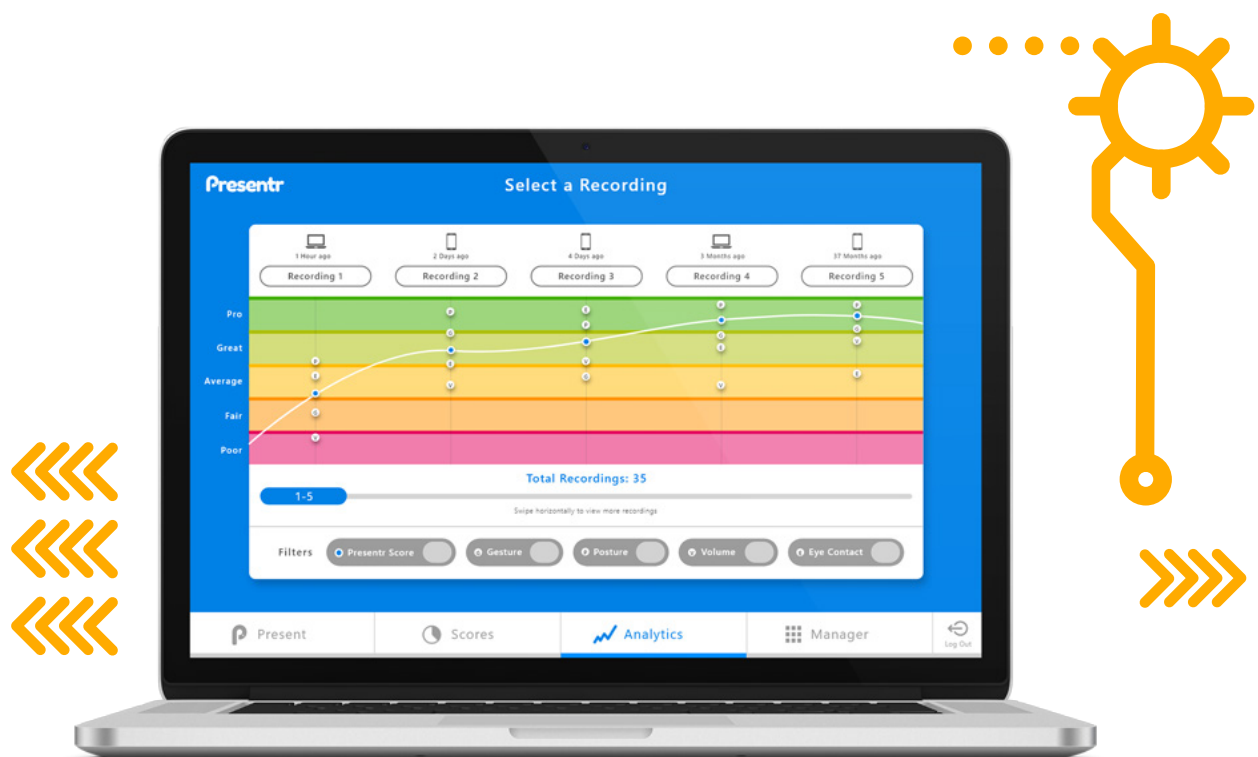 Presentr
Select a Recording
1 Hour ago
2 Days ago
4 Days ago
3 Months ago
37 Months ago
Recording 1
Recording 2
Recording 3
Recording 4
Recording 5
Pro
Great
Average
Fair
Poor
P
E
G
V
P
G
E
V
E
P
V
G
P
G
E
V
P
G
V
E
Total Recordings: 35
1-5
Swipe horizontally to view more recordings
Filters
Presentr Score
G Gesture
P Posture
V Volume
E Eye Contact
Present
Scores
Analytics
Manager
Log Out